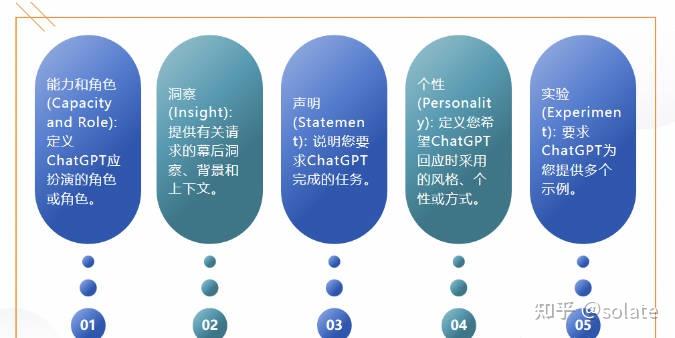 能力和角色
(Capacity
and Role):
定义
ChatGPT应
扮演的角色
或角色。
洞察
(Insight):
提供有关请
求的幕后洞
察、背景和
上下文。
声明
(Statemen
t): 说明您要
求ChatGPT
完成的任务。
个性
(Personalit
y): 定义您希
望ChatGPT
回应时采用
的风格、个
性或方式。
实验
(Experimen
t): 要求
ChatGPT为
您提供多个
示例。
01
02
03
04
05
知乎 @solate